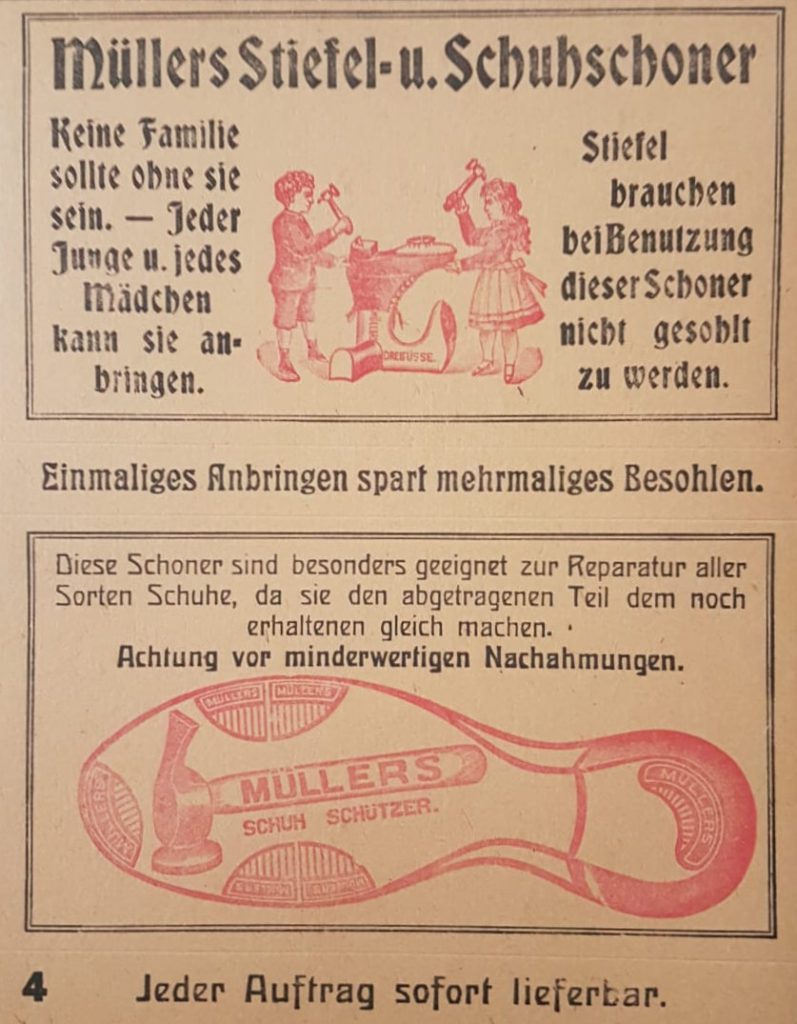 Müllers Stiefel- u. Schuhschoner
Keine Familie
sollte ohne sie
sein. — Jeder
Junge u. jedes
Mädchen
kann sie an-
bringen.
DREIFÜSSE.
Stiefel
brauchen
bei Benutzung
dieser Schoner
nicht gesohlt
zu werden.
Einmaliges Anbringen spart mehrmaliges Besohlen.
Diese Schoner sind besonders geeignet zur Reparatur aller
Sorten Schuhe, da sie den abgetragenen Teil dem noch
erhaltenen gleich machen.
Achtung vor minderwertigen Nachahmungen.
MÜLLERS MÜLLERS
MÜLLERS
MÜLLERS
SCHUH SCHÜTZER.
MÜLLERS
4 Jeder Auftrag sofort lieferbar.